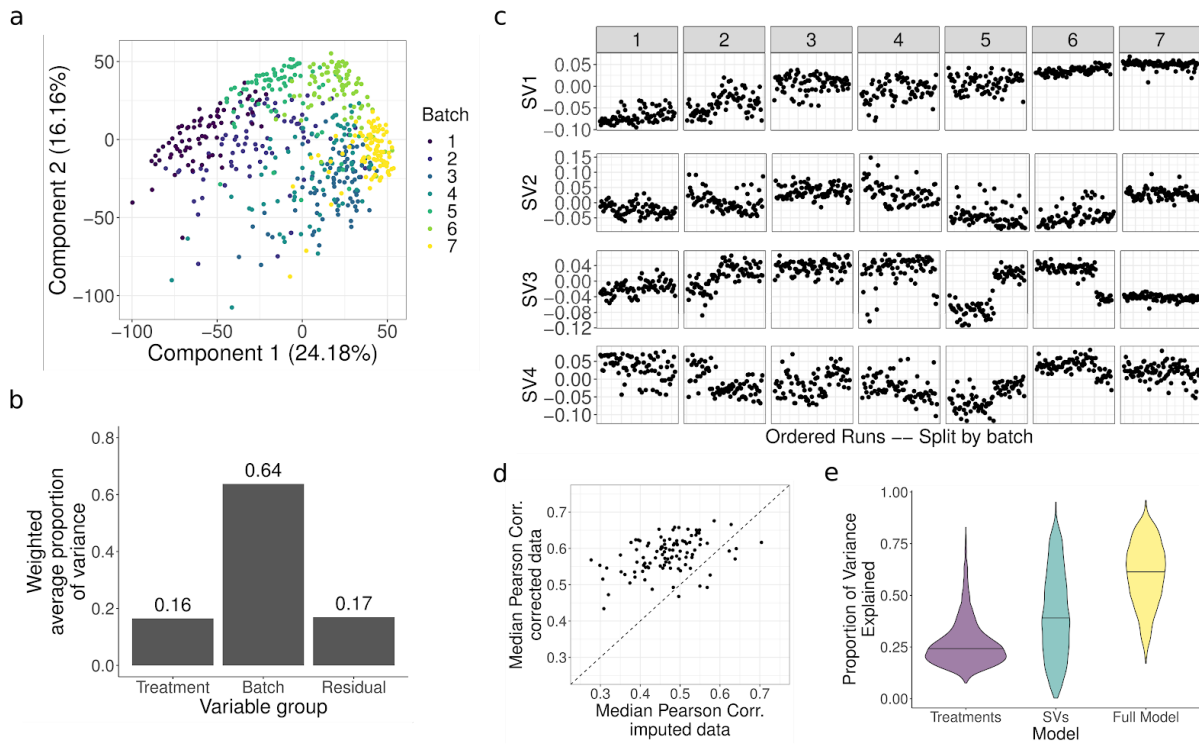 a
Component 2 (16.16%)
50
0
−50
−100
−100
−50
0
50
Component 1 (24.18%)
Batch
1
2
3
4
5
6
7
b
Weighted
average proportion
of variance
0.8
0.6
0.4
0.2
0.0
0.16
0.64
0.17
Treatment
Batch
Residual
Variable group
c
1
2
3
4
5
6
7
SV1
0.05
0.00
−0.05
−0.10
SV2
0.15
0.10
0.05
0.00
−0.05
SV3
0.04
0.00
−0.04
−0.08
−0.12
SV4
0.05
0.00
−0.05
−0.10
Ordered Runs −− Split by batch
d
Median Pearson Corr.
corrected data
0.7
0.6
0.5
0.4
0.3
0.3
0.4
0.5
0.6
0.7
Median Pearson Corr.
imputed data
e
Proportion of Variance
Explained
1.00
0.75
0.50
0.25
0.00
Treatments
SVs
Full Model
Model